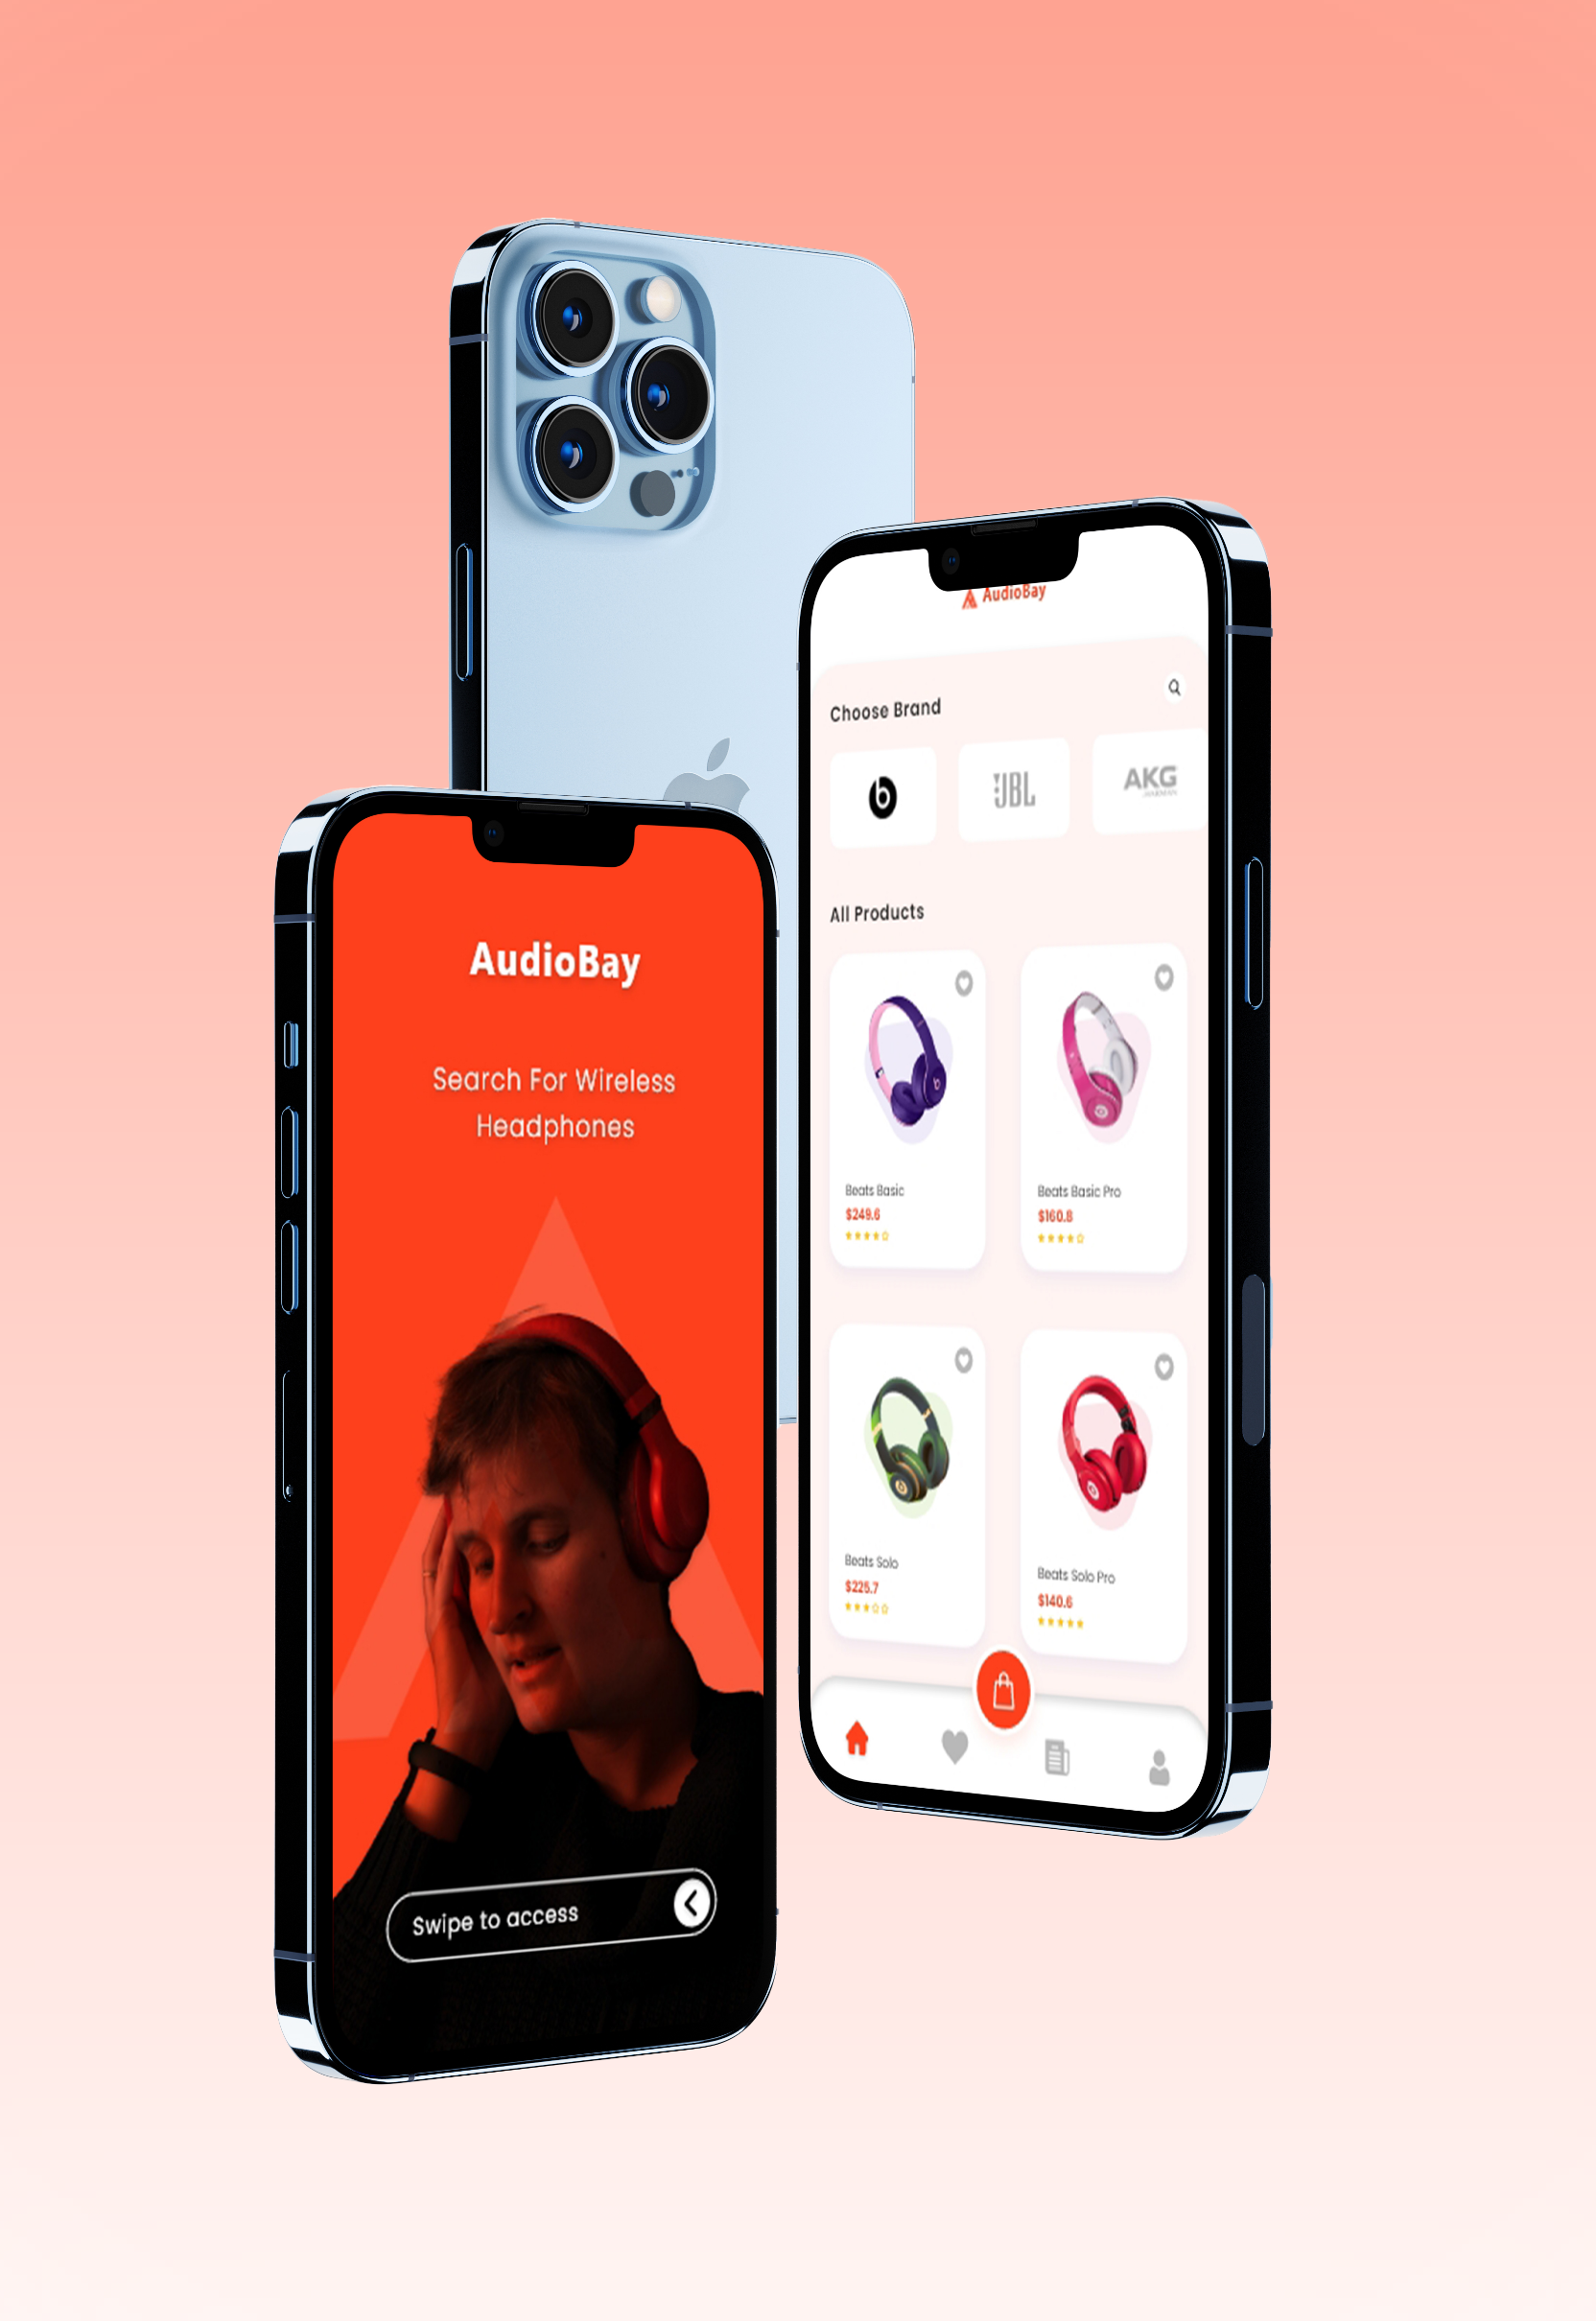 AudioBay
Search For Wireless
Headphones
Swipe to access
AudioBay
Choose Brand
JBL
AKG
All Products
Beats Basic
$249.6
Beats Basic Pro
$160.8
Beats Solo
$225.7
Beats Solo Pro
$140.6